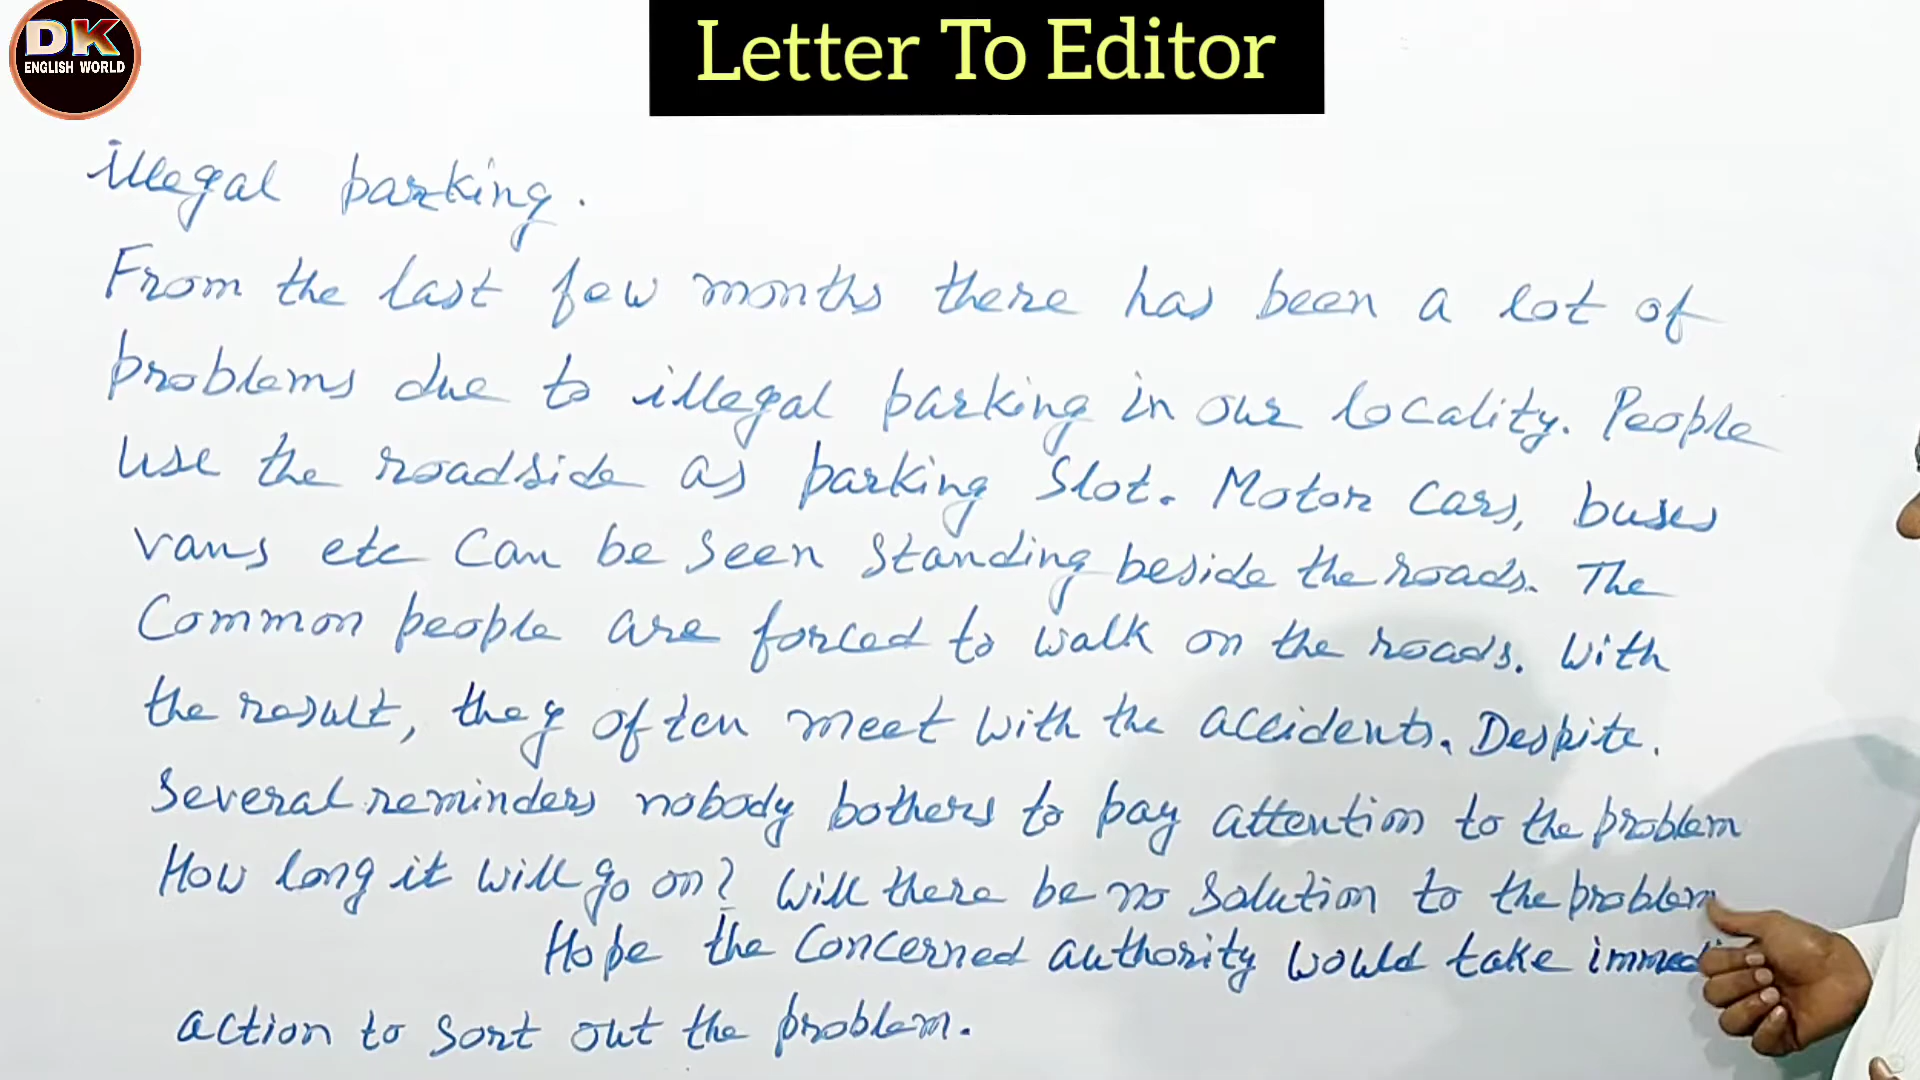 DK
ENGLISH WORLD
Letter To Editor
illegal parking.
From the last few months there has been a lot of
problems due to illegal parking in our locality. People
use the roadside as parking slot. Motor Cars, buses
vans etc can be seen standing beside the roads. The
Common people are forced to walk on the roads. With
the result, they often meet with the accidents. Despite.
Several reminders nobody bothers to pay attention to the problem
How long it will go on? Will there be no solution to the problem
Hope the concerned authority would take
action to sort out the problem.